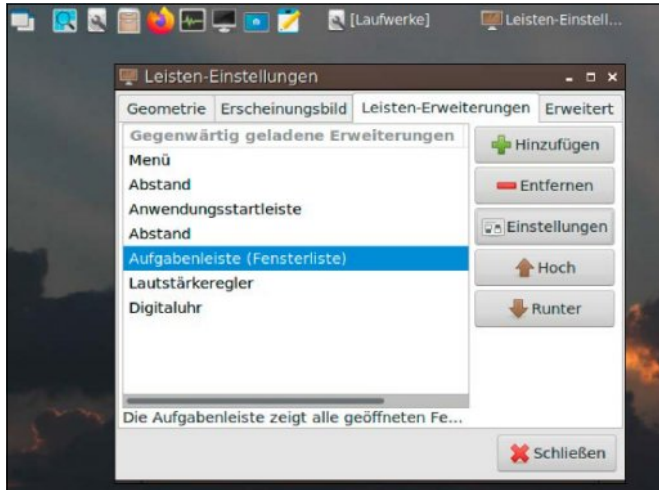 [Laufwerke]
Leisten-Einstell...
Leisten-Einstellungen
Geometrie
Erscheinungsbild
Leisten-Erweiterungen
Erweitert
Gegenwärtig geladene Erweiterungen
Menü
Abstand
Anwendungsstartleiste
Abstand
Aufgabenleiste (Fensterliste)
Lautstärkeregler
Digitaluhr
Hinzufügen
Entfernen
Einstellungen
Hoch
Runter
Die Aufgabenleiste zeigt alle geöffneten Fe...
Schließen